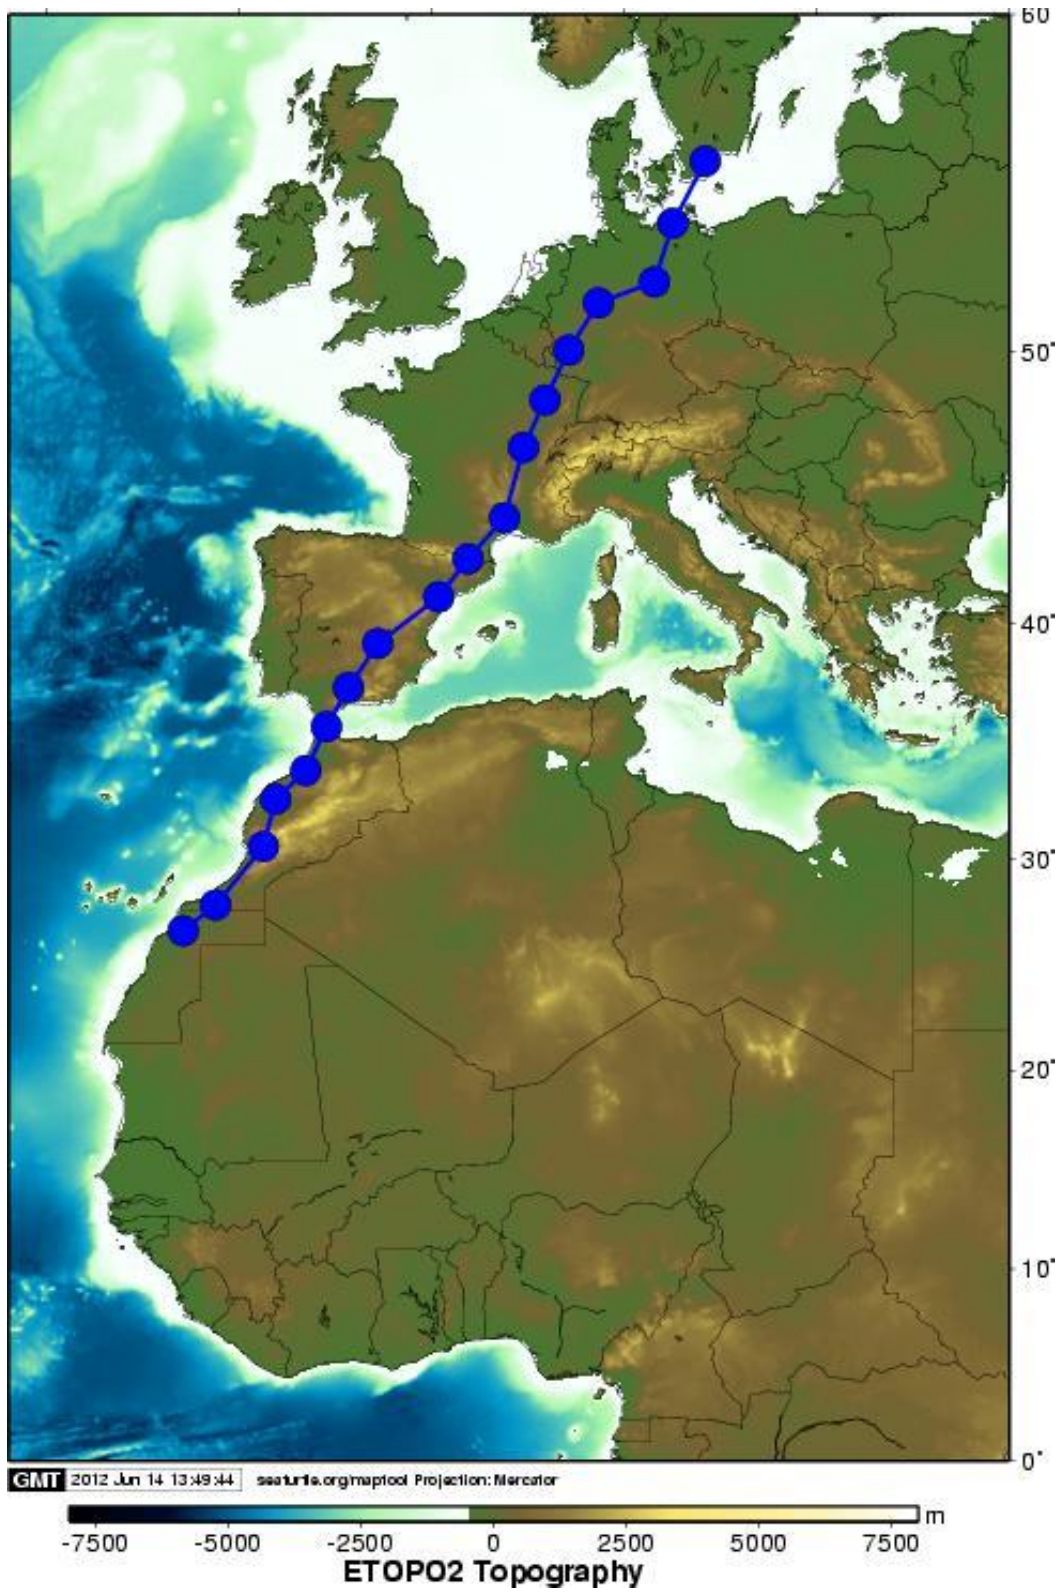 60
50°
40°
30°
20°
10°
0°
GMT 2012 Jun 14 13:49:44 seaturtle.org/maptool Projection: Mercator
m
-7500 -5000 -2500 0 2500 5000 7500
ETOPO2 Topography